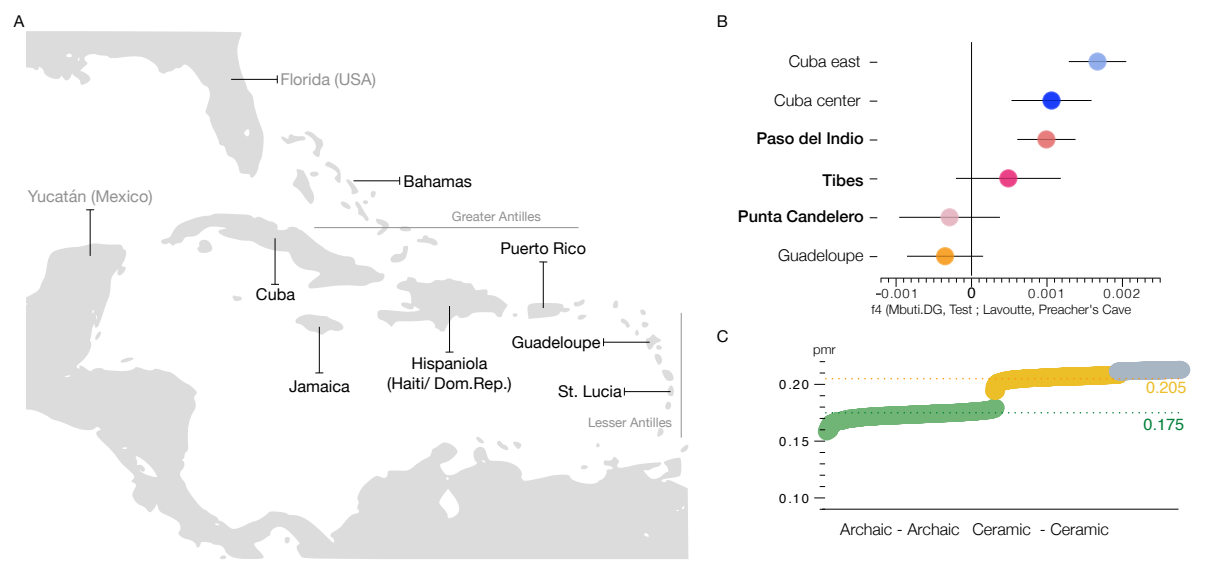 A
Florida (USA)
Bahamas
Yucatán (Mexico)
Greater Antilles
Puerto Rico
Cuba
Guadeloupe
Hispaniola
(Haiti/ Dom.Rep.)
Jamaica
St. Lucia
Lesser Antilles
B
Cuba east
Cuba center
Paso del Indio
Tibes
Punta Candelero
Guadeloupe
-0.001 0 0.001 0.002
f4 (Mbuti.DG, Test ; Lavoutte, Preacher's Cave
C
pmr
0.20
0.205
0.175
0.15
0.10
Archaic - Archaic Ceramic - Ceramic